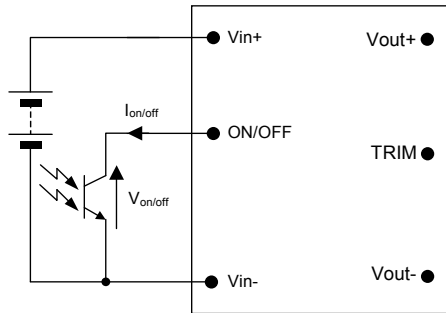 Vin+
Vout+
Ion/off
ON/OFF
TRIM
Von/off
Vin-
Vout-